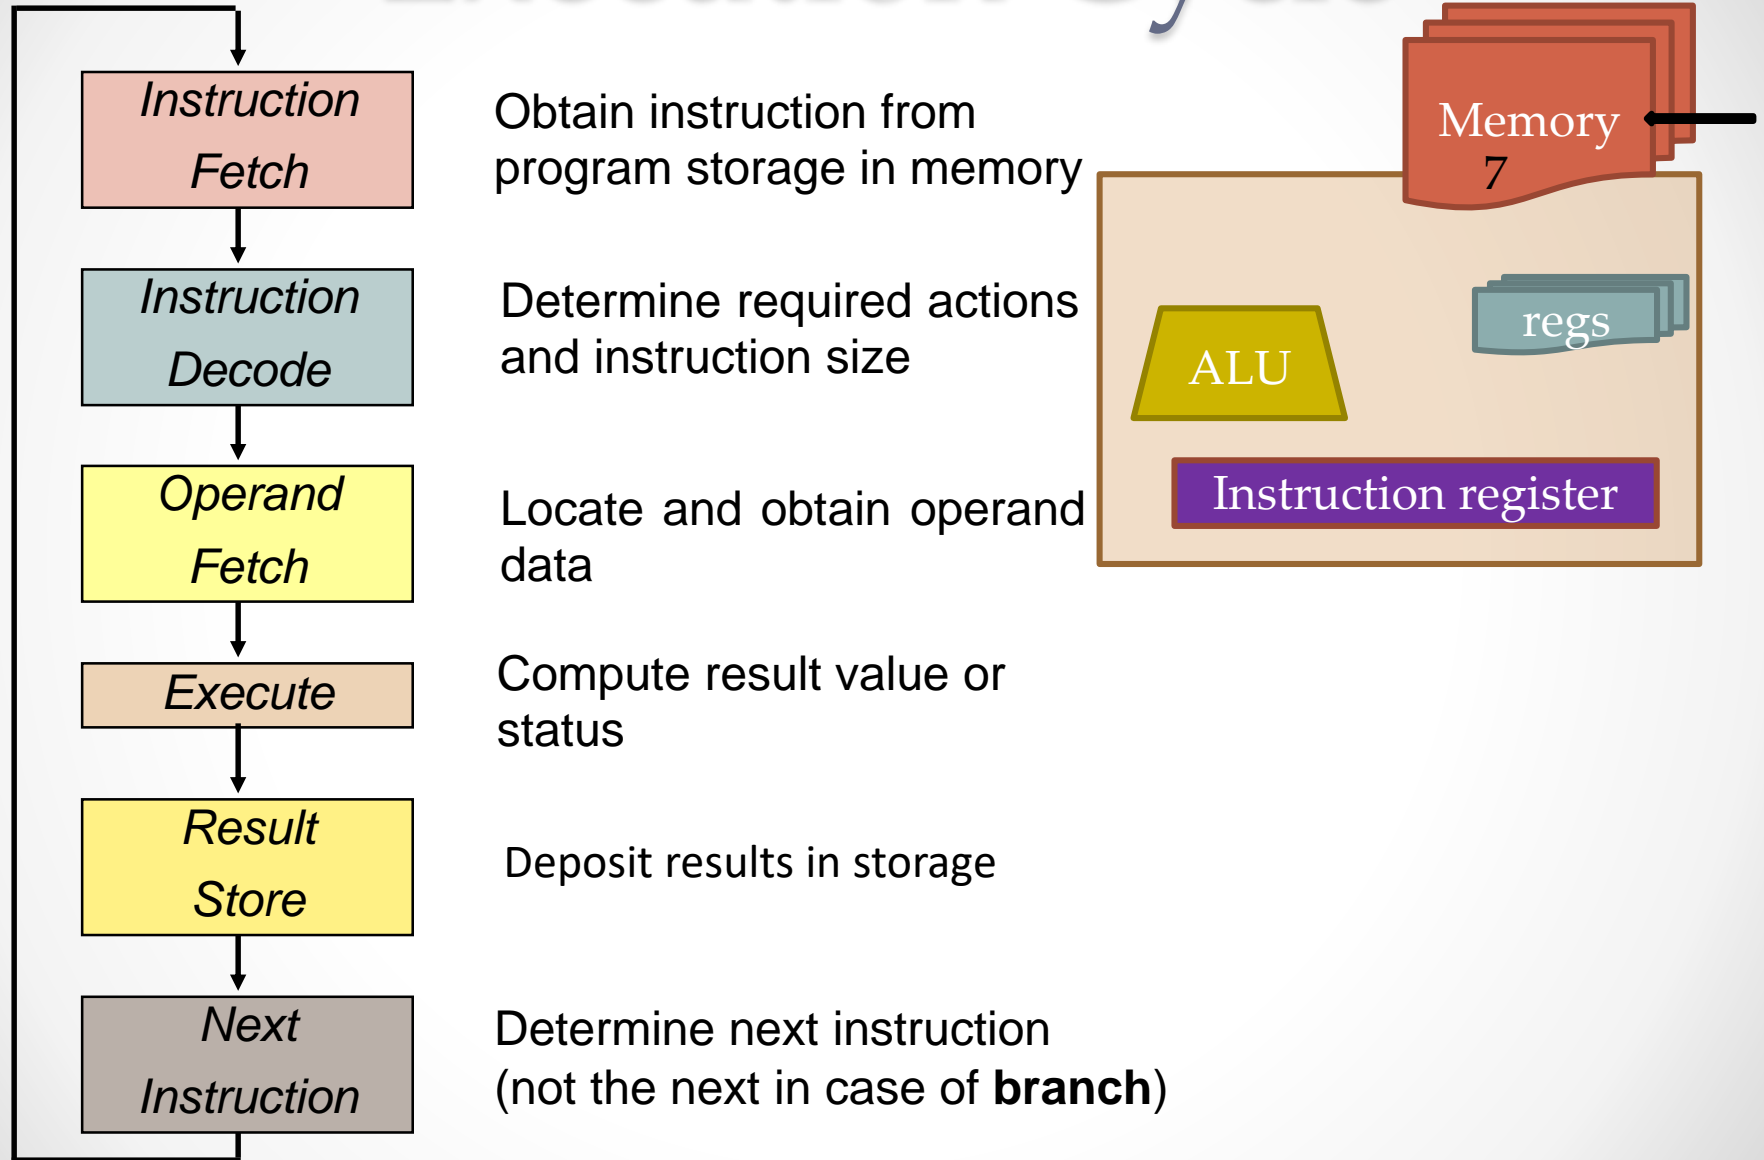 Instruction
Fetch
Obtain instruction from
program storage in memory
Instruction
Decode
Determine required actions
and instruction size
Operand
Fetch
Locate and obtain operand
data
Execute
Compute result value or
status
Result
Store
Deposit results in storage
Next
Instruction
Determine next instruction
(not the next in case of branch)
Memory
7
regs
ALU
Instruction register